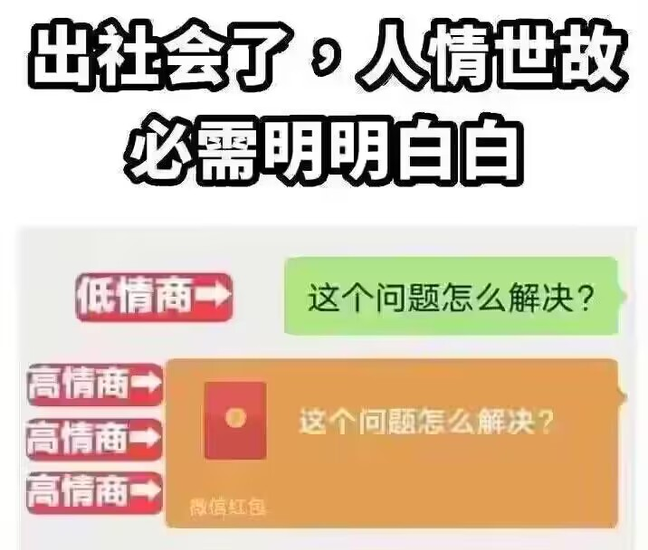 出社会了，人情世故
必需明明白白
低情商➡ 这个问题怎么解决？
高情商➡
高情商➡ 这个问题怎么解决？
高情商➡
微信红包